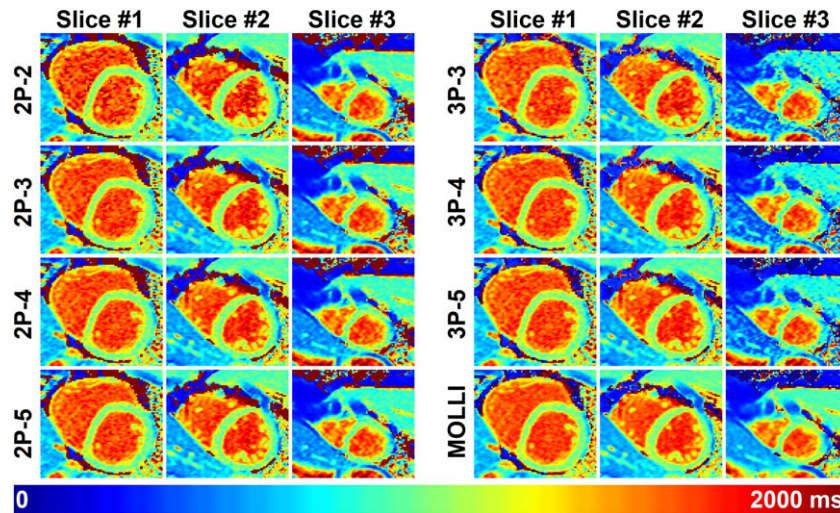 Slice #1 Slice #2 Slice #3 Slice #1 Slice #2 Slice #3
2P-2 3P-3
2P-3 3P-4
2P-4 3P-5
2P-5 MOLLI
0 2000 ms